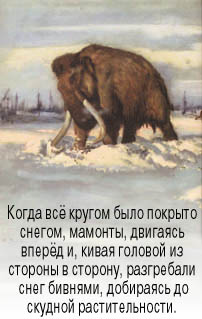 Когда всё кругом было покрыто
снегом, мамонты, двигаясь
вперёд и, кивая головой из
стороны в сторону, разгребали
снег бивнями, добираясь до
скудной растительности.